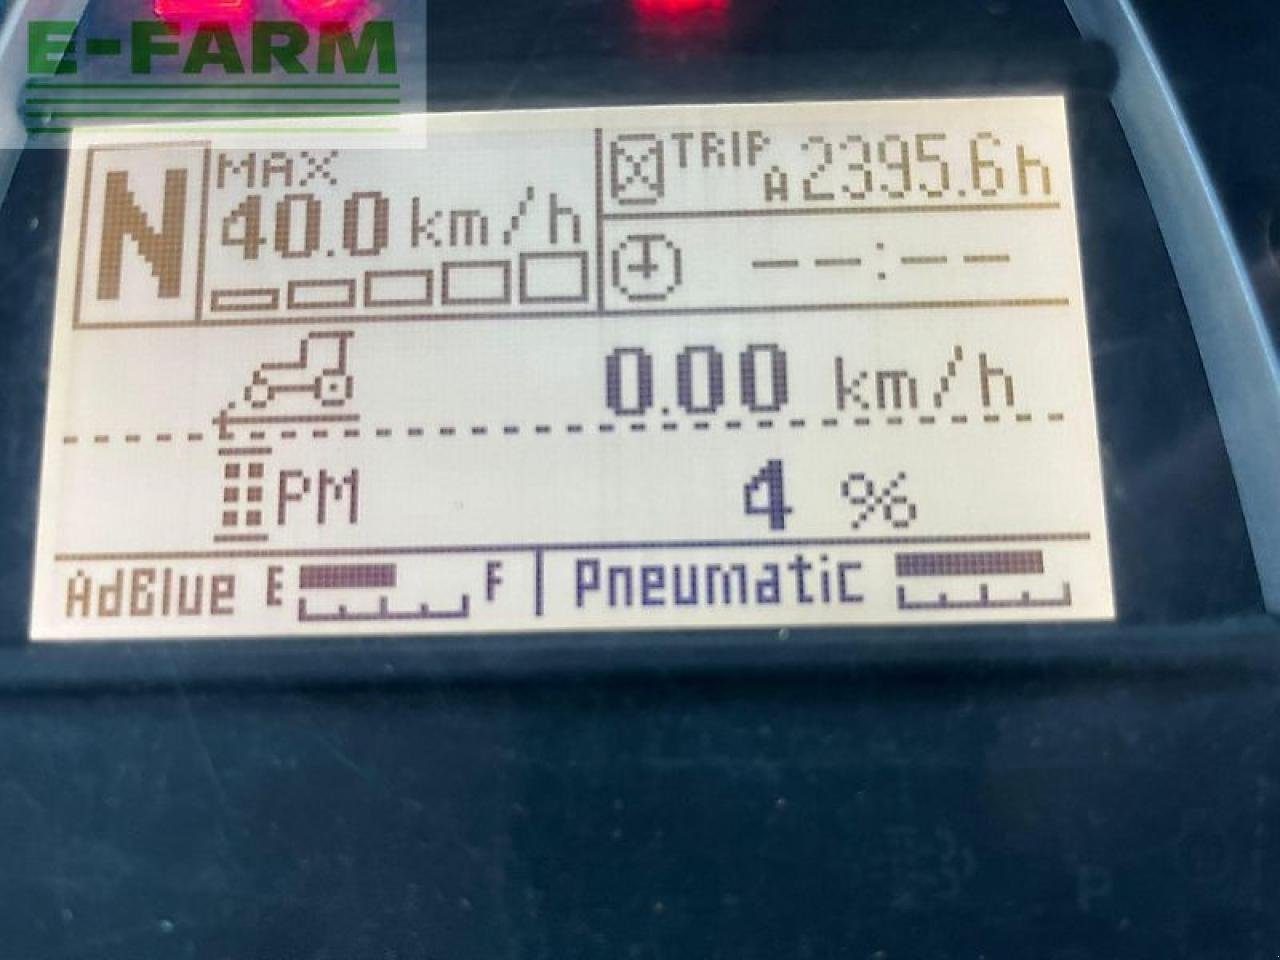 E-FARM
N
MAX
40.0 km/h
TRIP A 2395.6 h
--:--
0.00 km/h
PM 4 %
AdBlue E F
Pneumatic